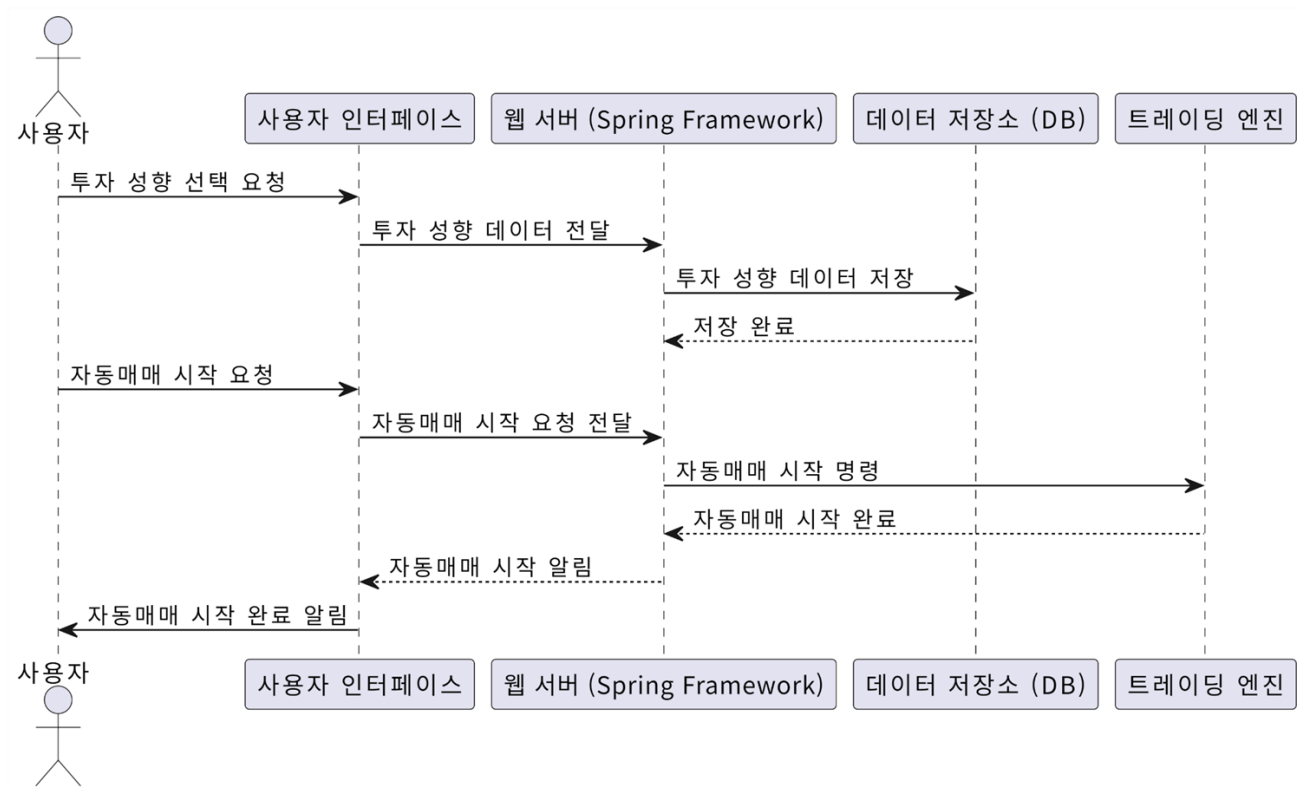 사용자
사용자 인터페이스
웹 서버 (Spring Framework)
데이터 저장소 (DB)
트레이딩 엔진
투자 성향 선택 요청
투자 성향 데이터 전달
투자 성향 데이터 저장
저장 완료
자동매매 시작 요청
자동매매 시작 요청 전달
자동매매 시작 명령
자동매매 시작 완료
자동매매 시작 알림
자동매매 시작 완료 알림
사용자
사용자 인터페이스
웹 서버 (Spring Framework)
데이터 저장소 (DB)
트레이딩 엔진